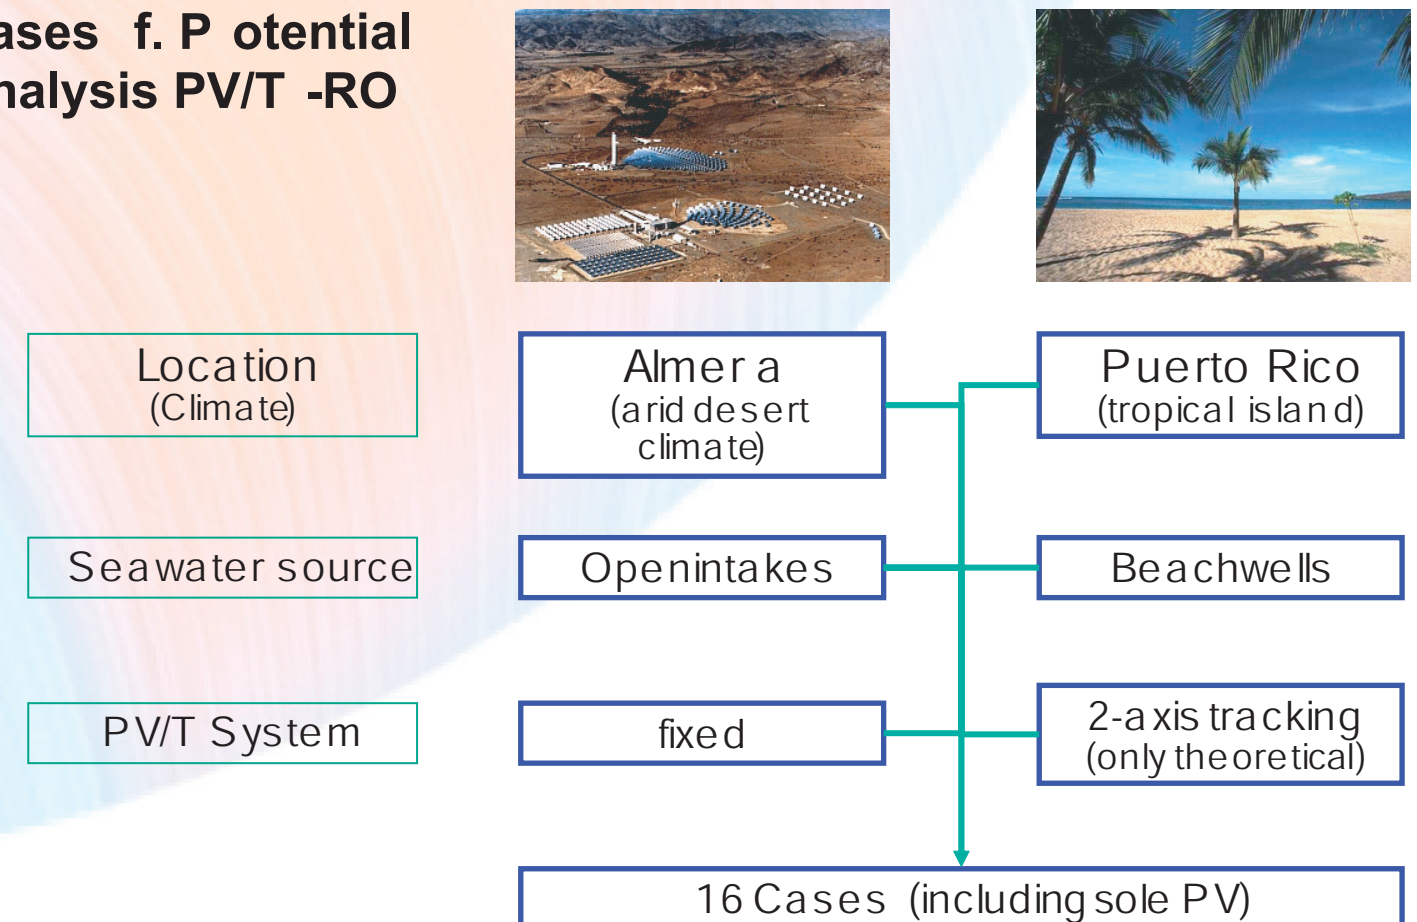 ases f. P otential
nalysis PV/T -RO
Location
(Climate)
Almer a
(arid desert
climate)
Puerto Rico
(tropical island)
Seawater source
Openintakes
Beachwells
PV/T System
fixed
2-axis tracking
(only theoretical)
16 Cases (including sole PV)